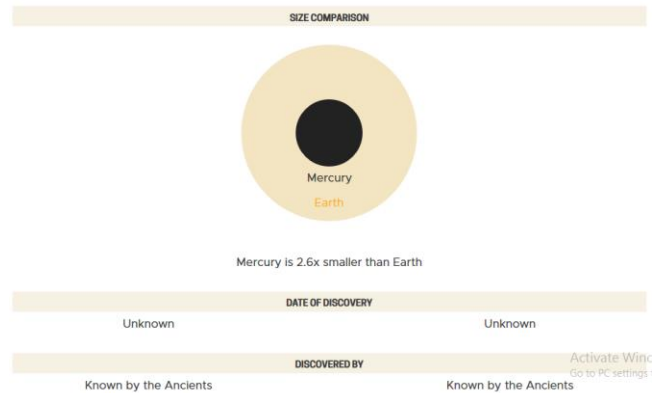 SIZE COMPARISON
Mercury
Earth
Mercury is 2.6x smaller than Earth
DATE OF DISCOVERY
Unknown Unknown
DISCOVERED BY
Activate Wind
Go to PC settings
Known by the Ancients Known by the Ancients